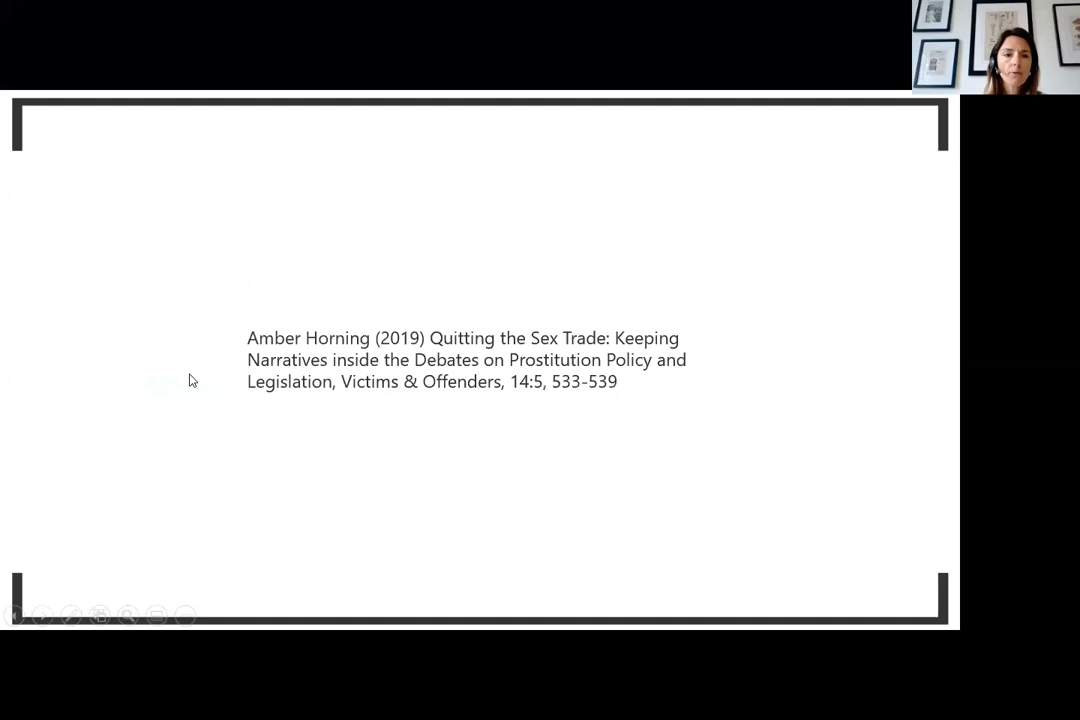 Amber Horning (2019) Quitting the Sex Trade: Keeping
Narratives inside the Debates on Prostitution Policy and
Legislation, Victims & Offenders, 14:5, 533-539